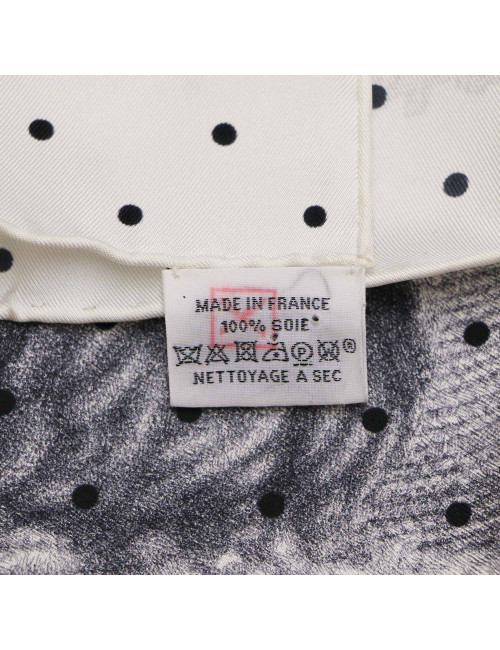 MADE IN FRANCE
100% SOIE
P ®
NETTOYAGE A SEC